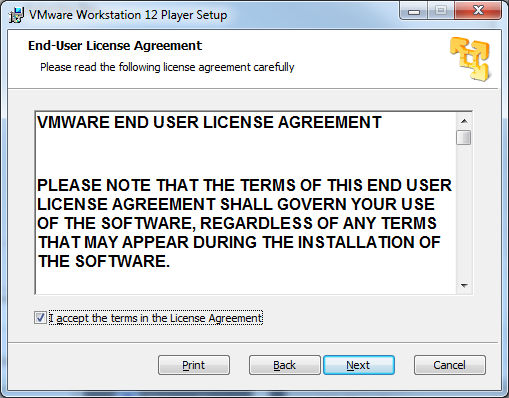 VMware Workstation 12 Player Setup
End-User License Agreement
Please read the following license agreement carefully
VMWARE END USER LICENSE AGREEMENT
PLEASE NOTE THAT THE TERMS OF THIS END USER
LICENSE AGREEMENT SHALL GOVERN YOUR USE
OF THE SOFTWARE, REGARDLESS OF ANY TERMS
THAT MAY APPEAR DURING THE INSTALLATION OF
THE SOFTWARE.
I accept the terms in the License Agreement
Print Back Next Cancel